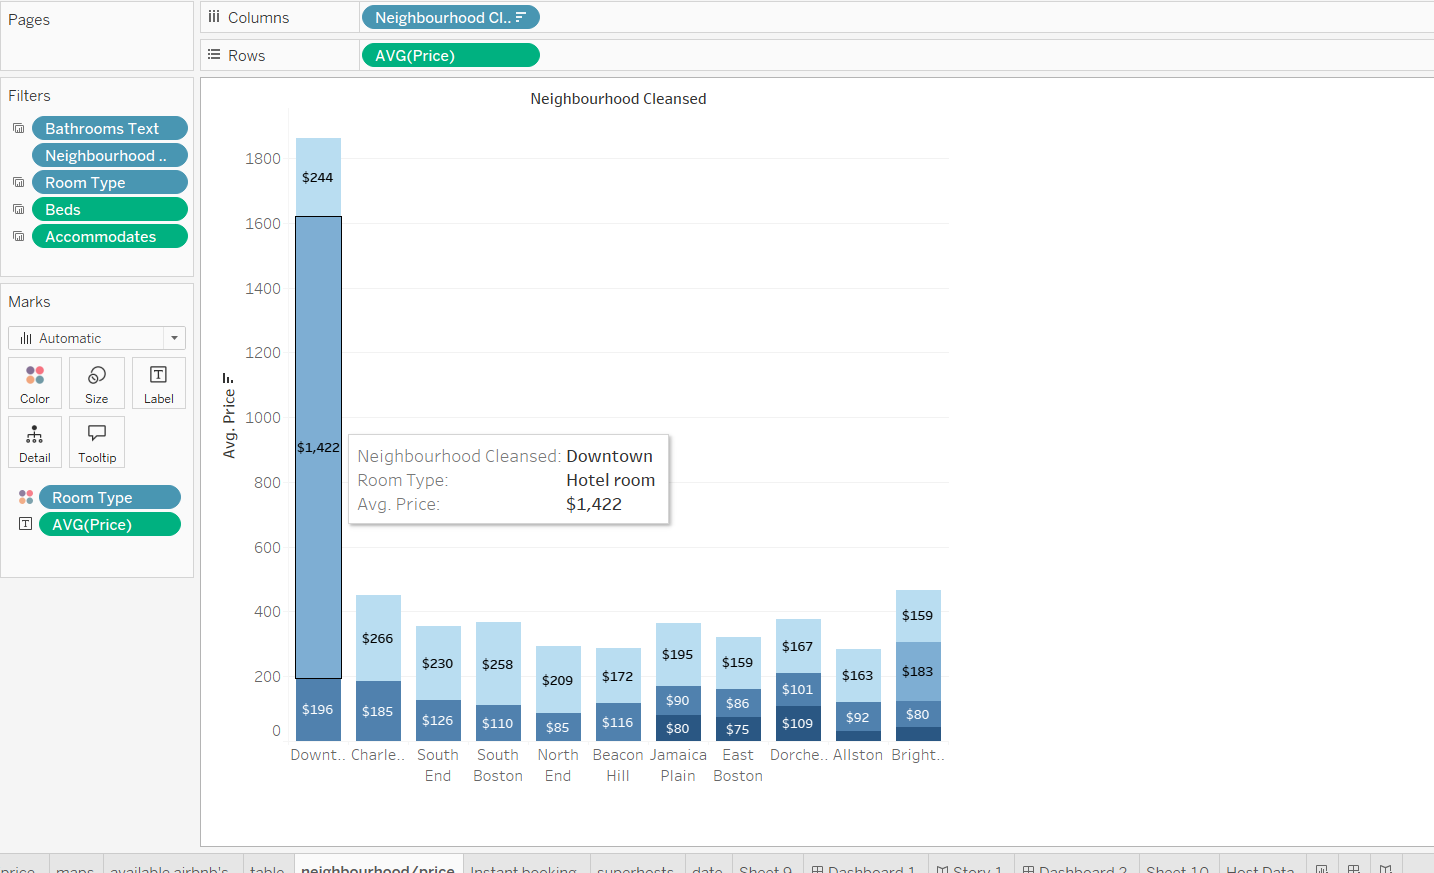 Pages
Columns
Neighbourhood Cl..
Rows
AVG(Price)
Filters
Bathrooms Text
Neighbourhood ..
Room Type
Beds
Accommodates
Marks
Automatic
Color
Size
Label
Detail
Tooltip
Room Type
AVG(Price)
Neighbourhood Cleansed
Avg. Price
1800
1600
1400
1200
1000
800
600
400
200
0
$244
$1,422
$196
$266
$185
$230
$126
$258
$110
$209
$85
$172
$116
$195
$90
$80
$159
$86
$75
$167
$101
$109
$163
$92
$159
$183
$80
Neighbourhood Cleansed: Downtown
Room Type: Hotel room
Avg. Price: $1,422
Downt..
Charle..
South
End
South
Boston
North
End
Beacon
Hill
Jamaica
Plain
East
Boston
Dorche..
Allston
Bright..
price
maps
available airbnb's
table
neighbourhood/price
Instant booking
superhosts
date
Sheet 9
Dashboard 1
Story 1
Dashboard 2
Sheet 10
Host Data